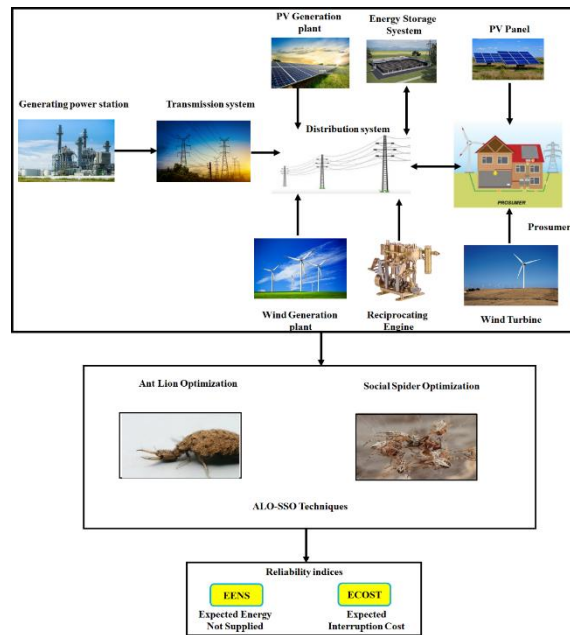 PV Generation
plant
Energy Storage
Syestem
PV Panel
Generating power station
Transmission system
Distribution system
PROSUMER
Prosumer
Wind Generation
plant
Reciprocating
Engine
Wind Turbine
Ant Lion Optimization
Social Spider Optimization
ALO-SSO Techniques
Reliability indices
EENS
ECOST
Expected Energy
Not Supplied
Expected
Interruption Cost